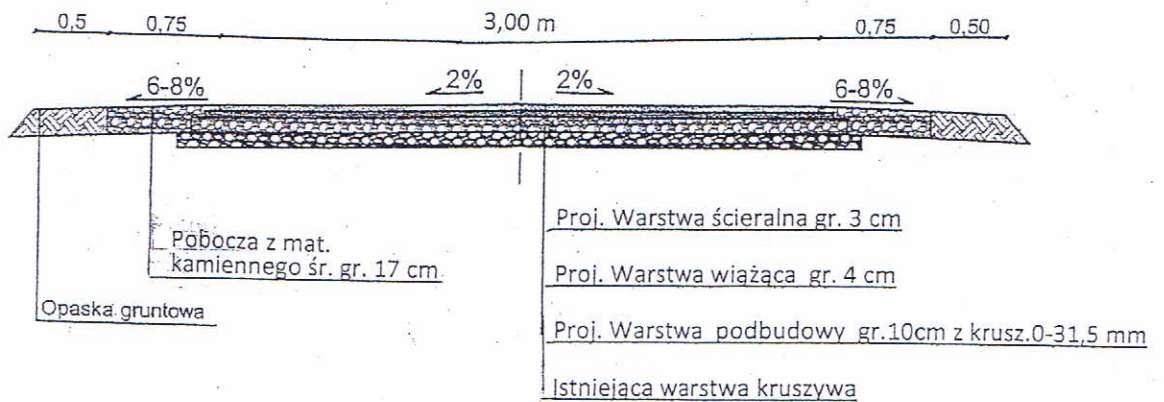 0,5 0,75 3,00 m 0,75 0,50
6-8% 2% 2% 6-8%
Proj. Warstwa ścieralna gr. 3 cm
Pobocza z mat.
kamiennego śr. gr. 17 cm
Proj. Warstwa wiążąca gr. 4 cm
Opaska gruntowa
Proj. Warstwa podbudowy gr.10cm z krusz.0-31,5 mm
Istniejąca warstwa kruszywa